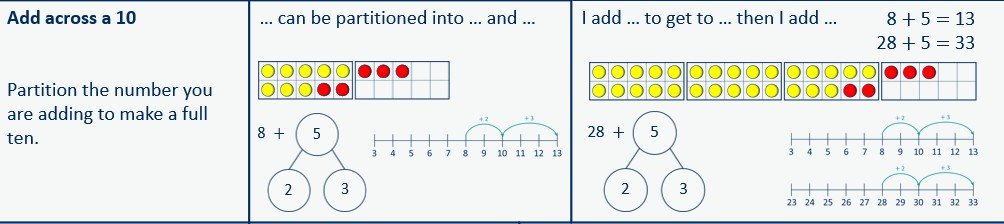 Add across a 10
Partition the number you
are adding to make a full
ten.
... can be partitioned into ... and ...
8 +
5
2
3
+2
+3
3 4 5 6 7 8 9 10 11 12 13
I add ... to get to ... then I add ...
8 + 5 = 13
28 + 5 = 33
28 +
5
2
3
+2
+3
3 4 5 6 7 8 9 10 11 12 13
+2
+3
23 24 25 26 27 28 29 30 31 32 33